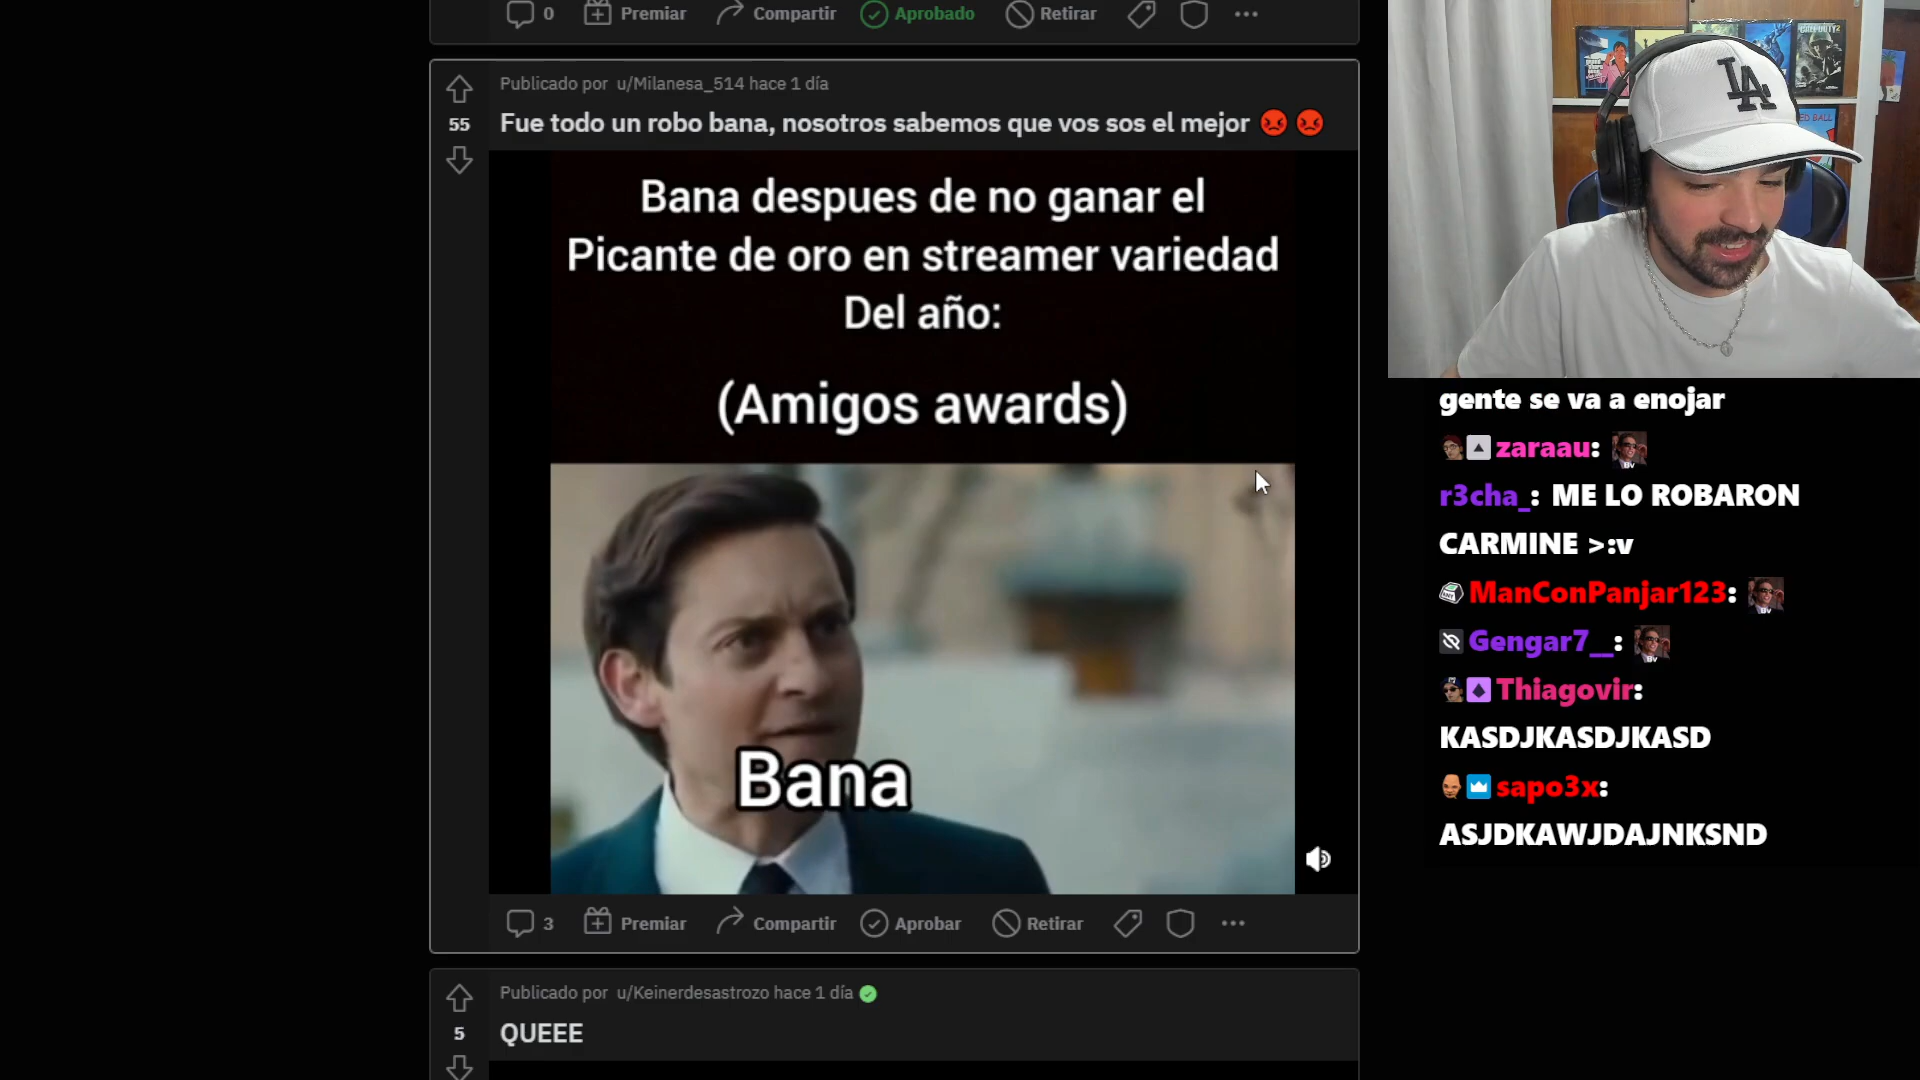 0 Premiar Compartir Aprobado Retirar
Publicado por u/Milanesa_514 hace 1 día
55
Fue todo un robo bana, nosotros sabemos que vos sos el mejor 😡 😡
Bana despues de no ganar el
Picante de oro en streamer variedad
Del año:
(Amigos awards)
Bana
3 Premiar Compartir Aprobar Retirar
Publicado por u/Keinerdesastrozo hace 1 día
5
QUEEE
LA
gente se va a enojar
zaraau:
r3cha_: ME LO ROBARON
CARMINE >:v
ManConPanjar123:
Gengar7__:
Thiagovir:
KASDJKASDJKASD
sapo3x:
ASJDKAWJDAJNKSND